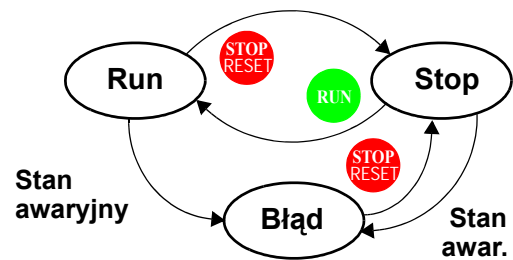 STOP
RESET
Run
Stop
RUN
STOP
RESET
Stan
awaryjny
Błąd
Stan
awar.